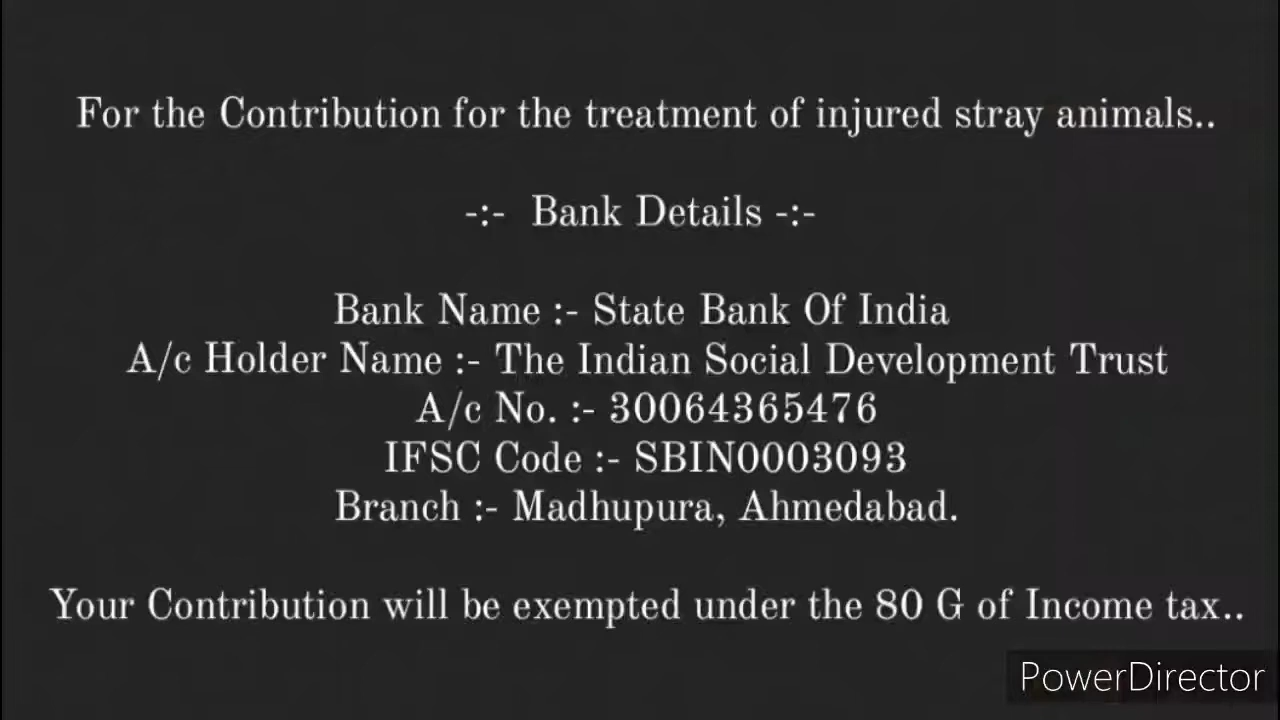 For the Contribution for the treatment of injured stray animals..
-:- Bank Details -:-
Bank Name :- State Bank Of India
A/c Holder Name :- The Indian Social Development Trust
A/c No. :- 30064365476
IFSC Code :- SBIN0003093
Branch :- Madhupura, Ahmedabad.
Your Contribution will be exempted under the 80 G of Income tax..
PowerDirector